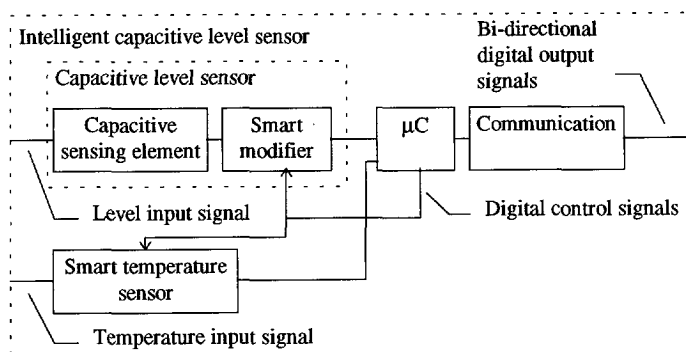 Intelligent capacitive level sensor
Bi-directional
digital output
signals
Capacitive level sensor
Capacitive
sensing element
Smart
modifier
µC
Communication
Level input signal
Digital control signals
Smart temperature
sensor
Temperature input signal